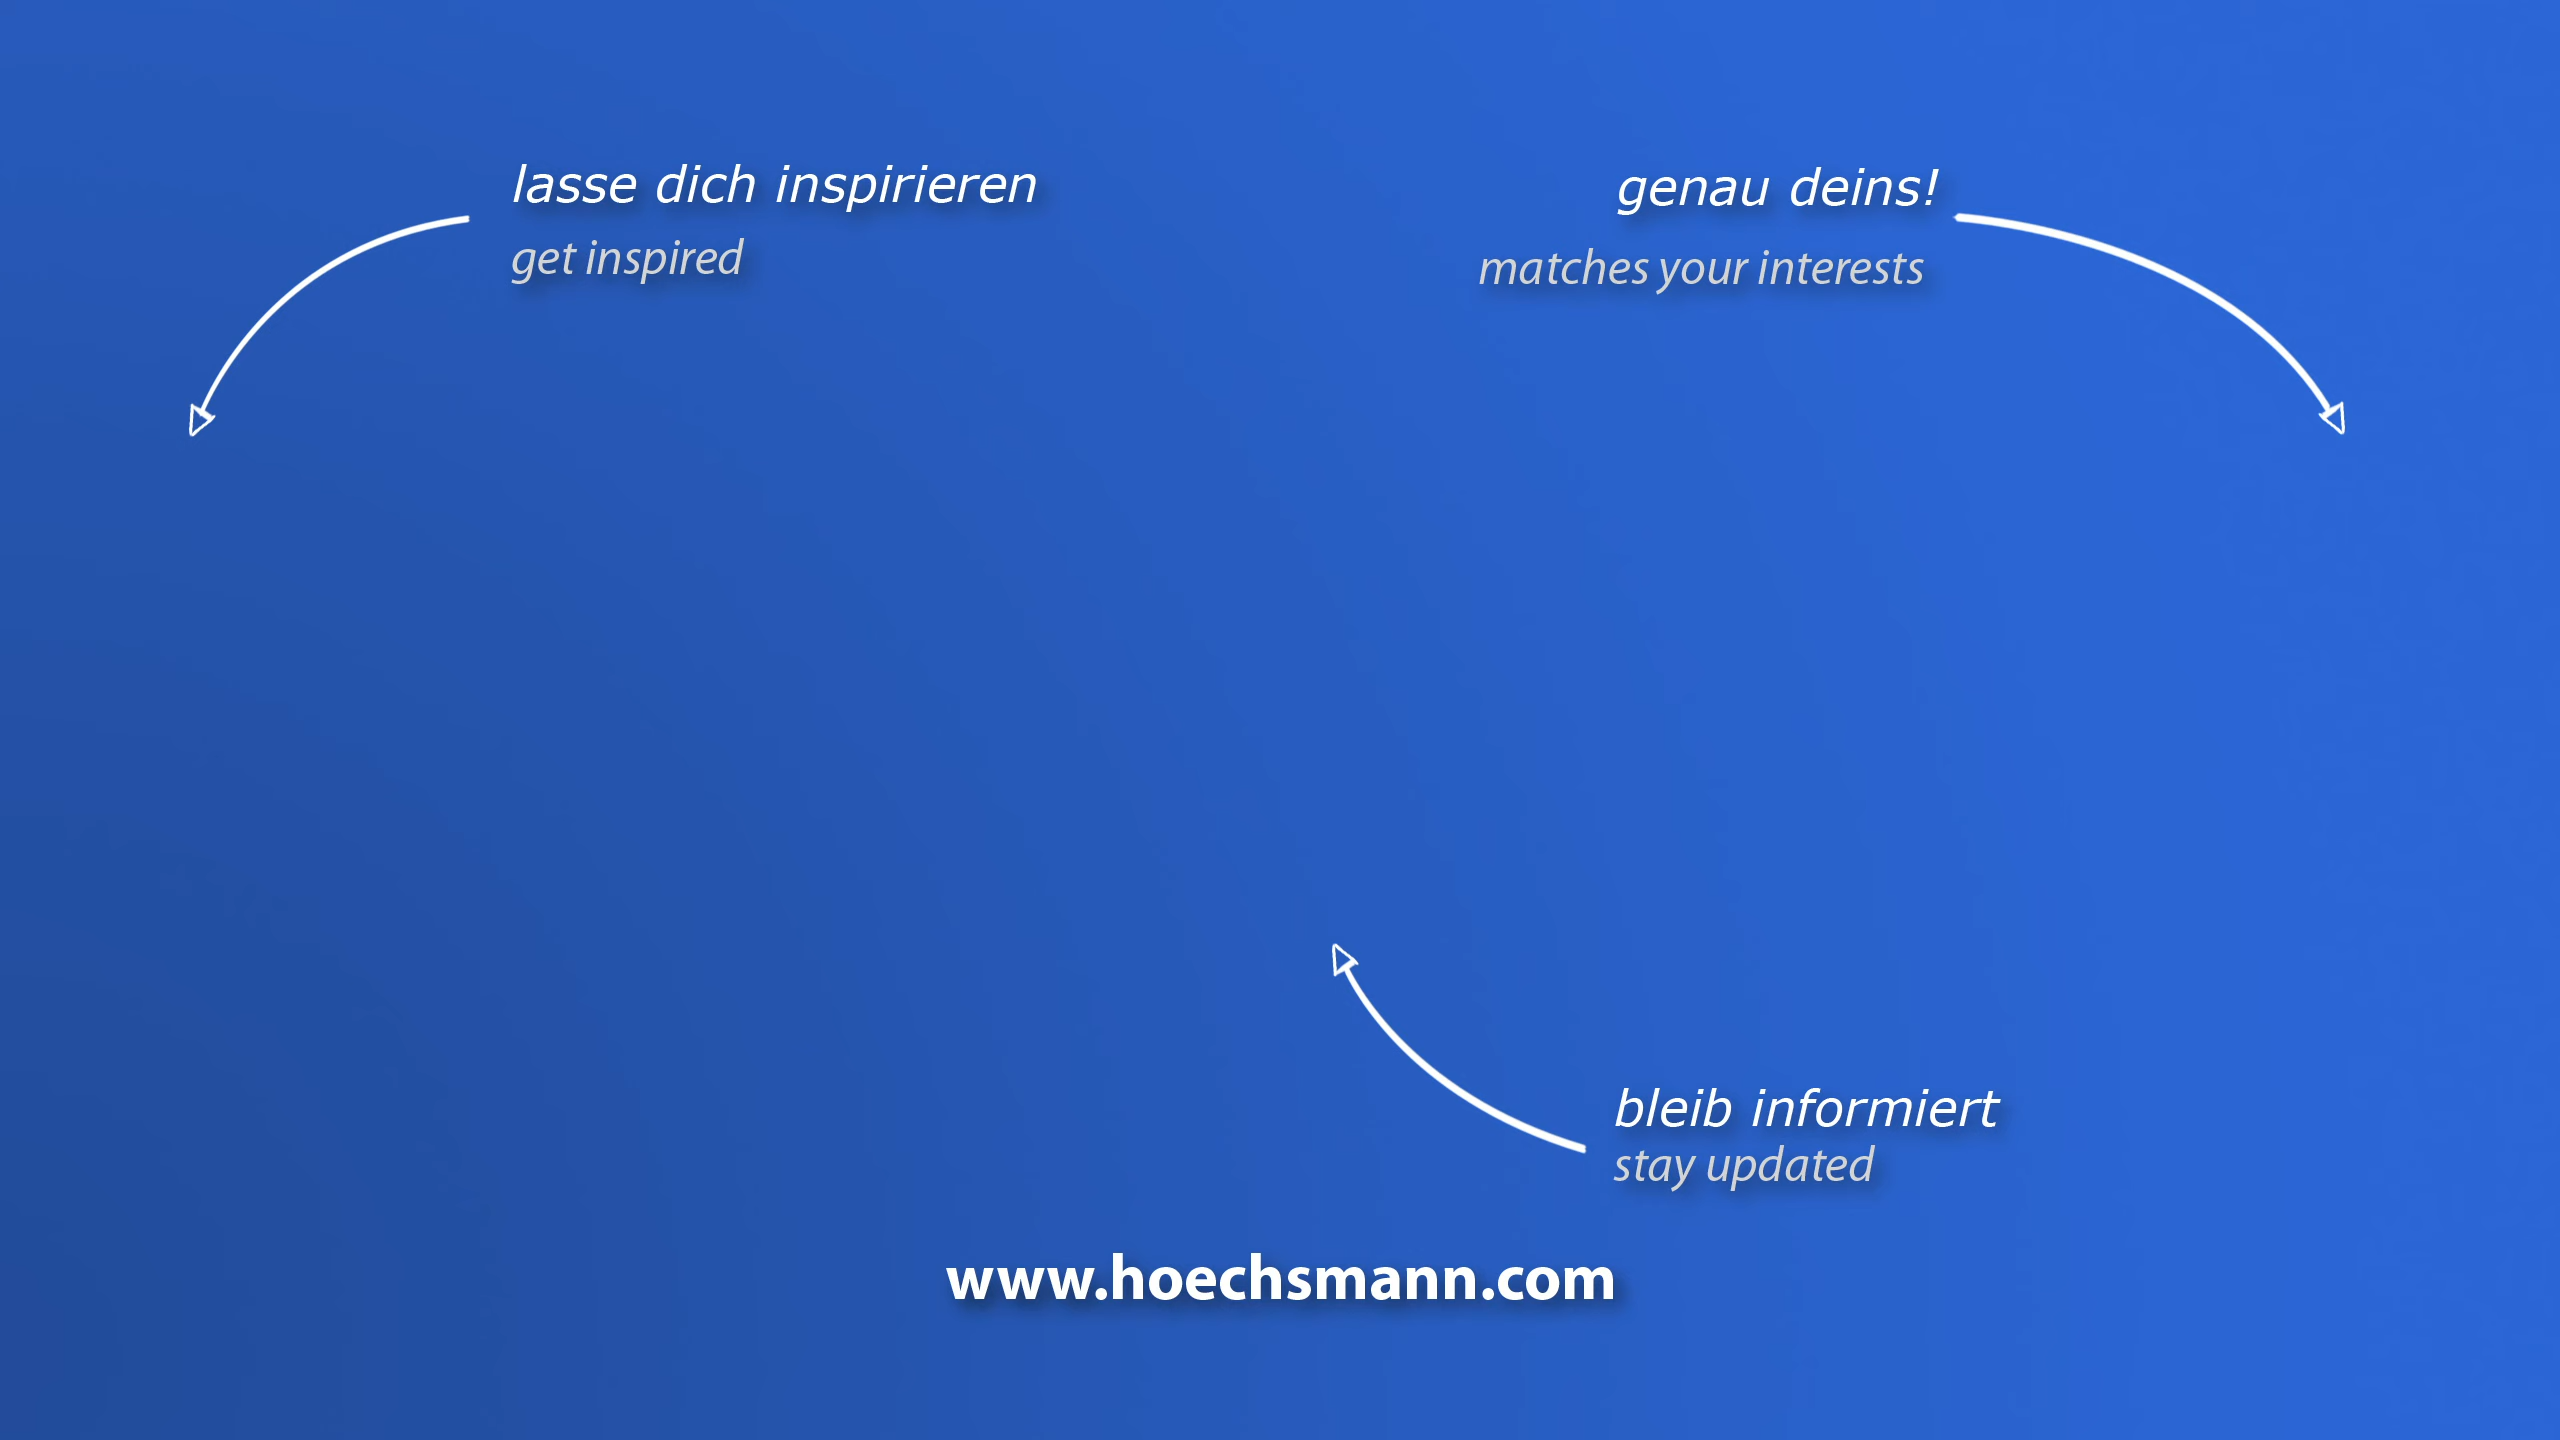 lasse dich inspirieren
get inspired
genau deins!
matches your interests
bleib informiert
stay updated
www.hoechsmann.com